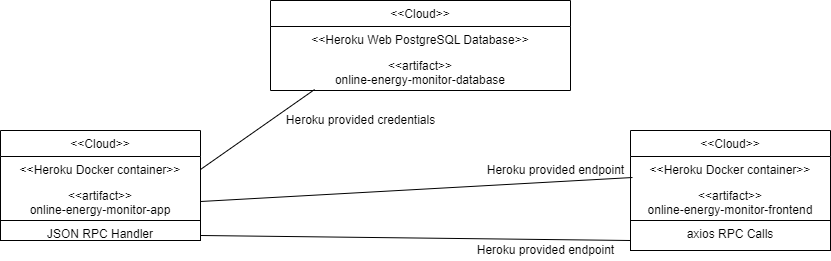 <<Cloud>>
<<Heroku Web PostgreSQL Database>>
<<artifact>>
online-energy-monitor-database
Heroku provided credentials
<<Cloud>>
<<Heroku Docker container>>
<<artifact>>
online-energy-monitor-app
JSON RPC Handler
Heroku provided endpoint
Heroku provided endpoint
<<Cloud>>
<<Heroku Docker container>>
<<artifact>>
online-energy-monitor-frontend
axios RPC Calls